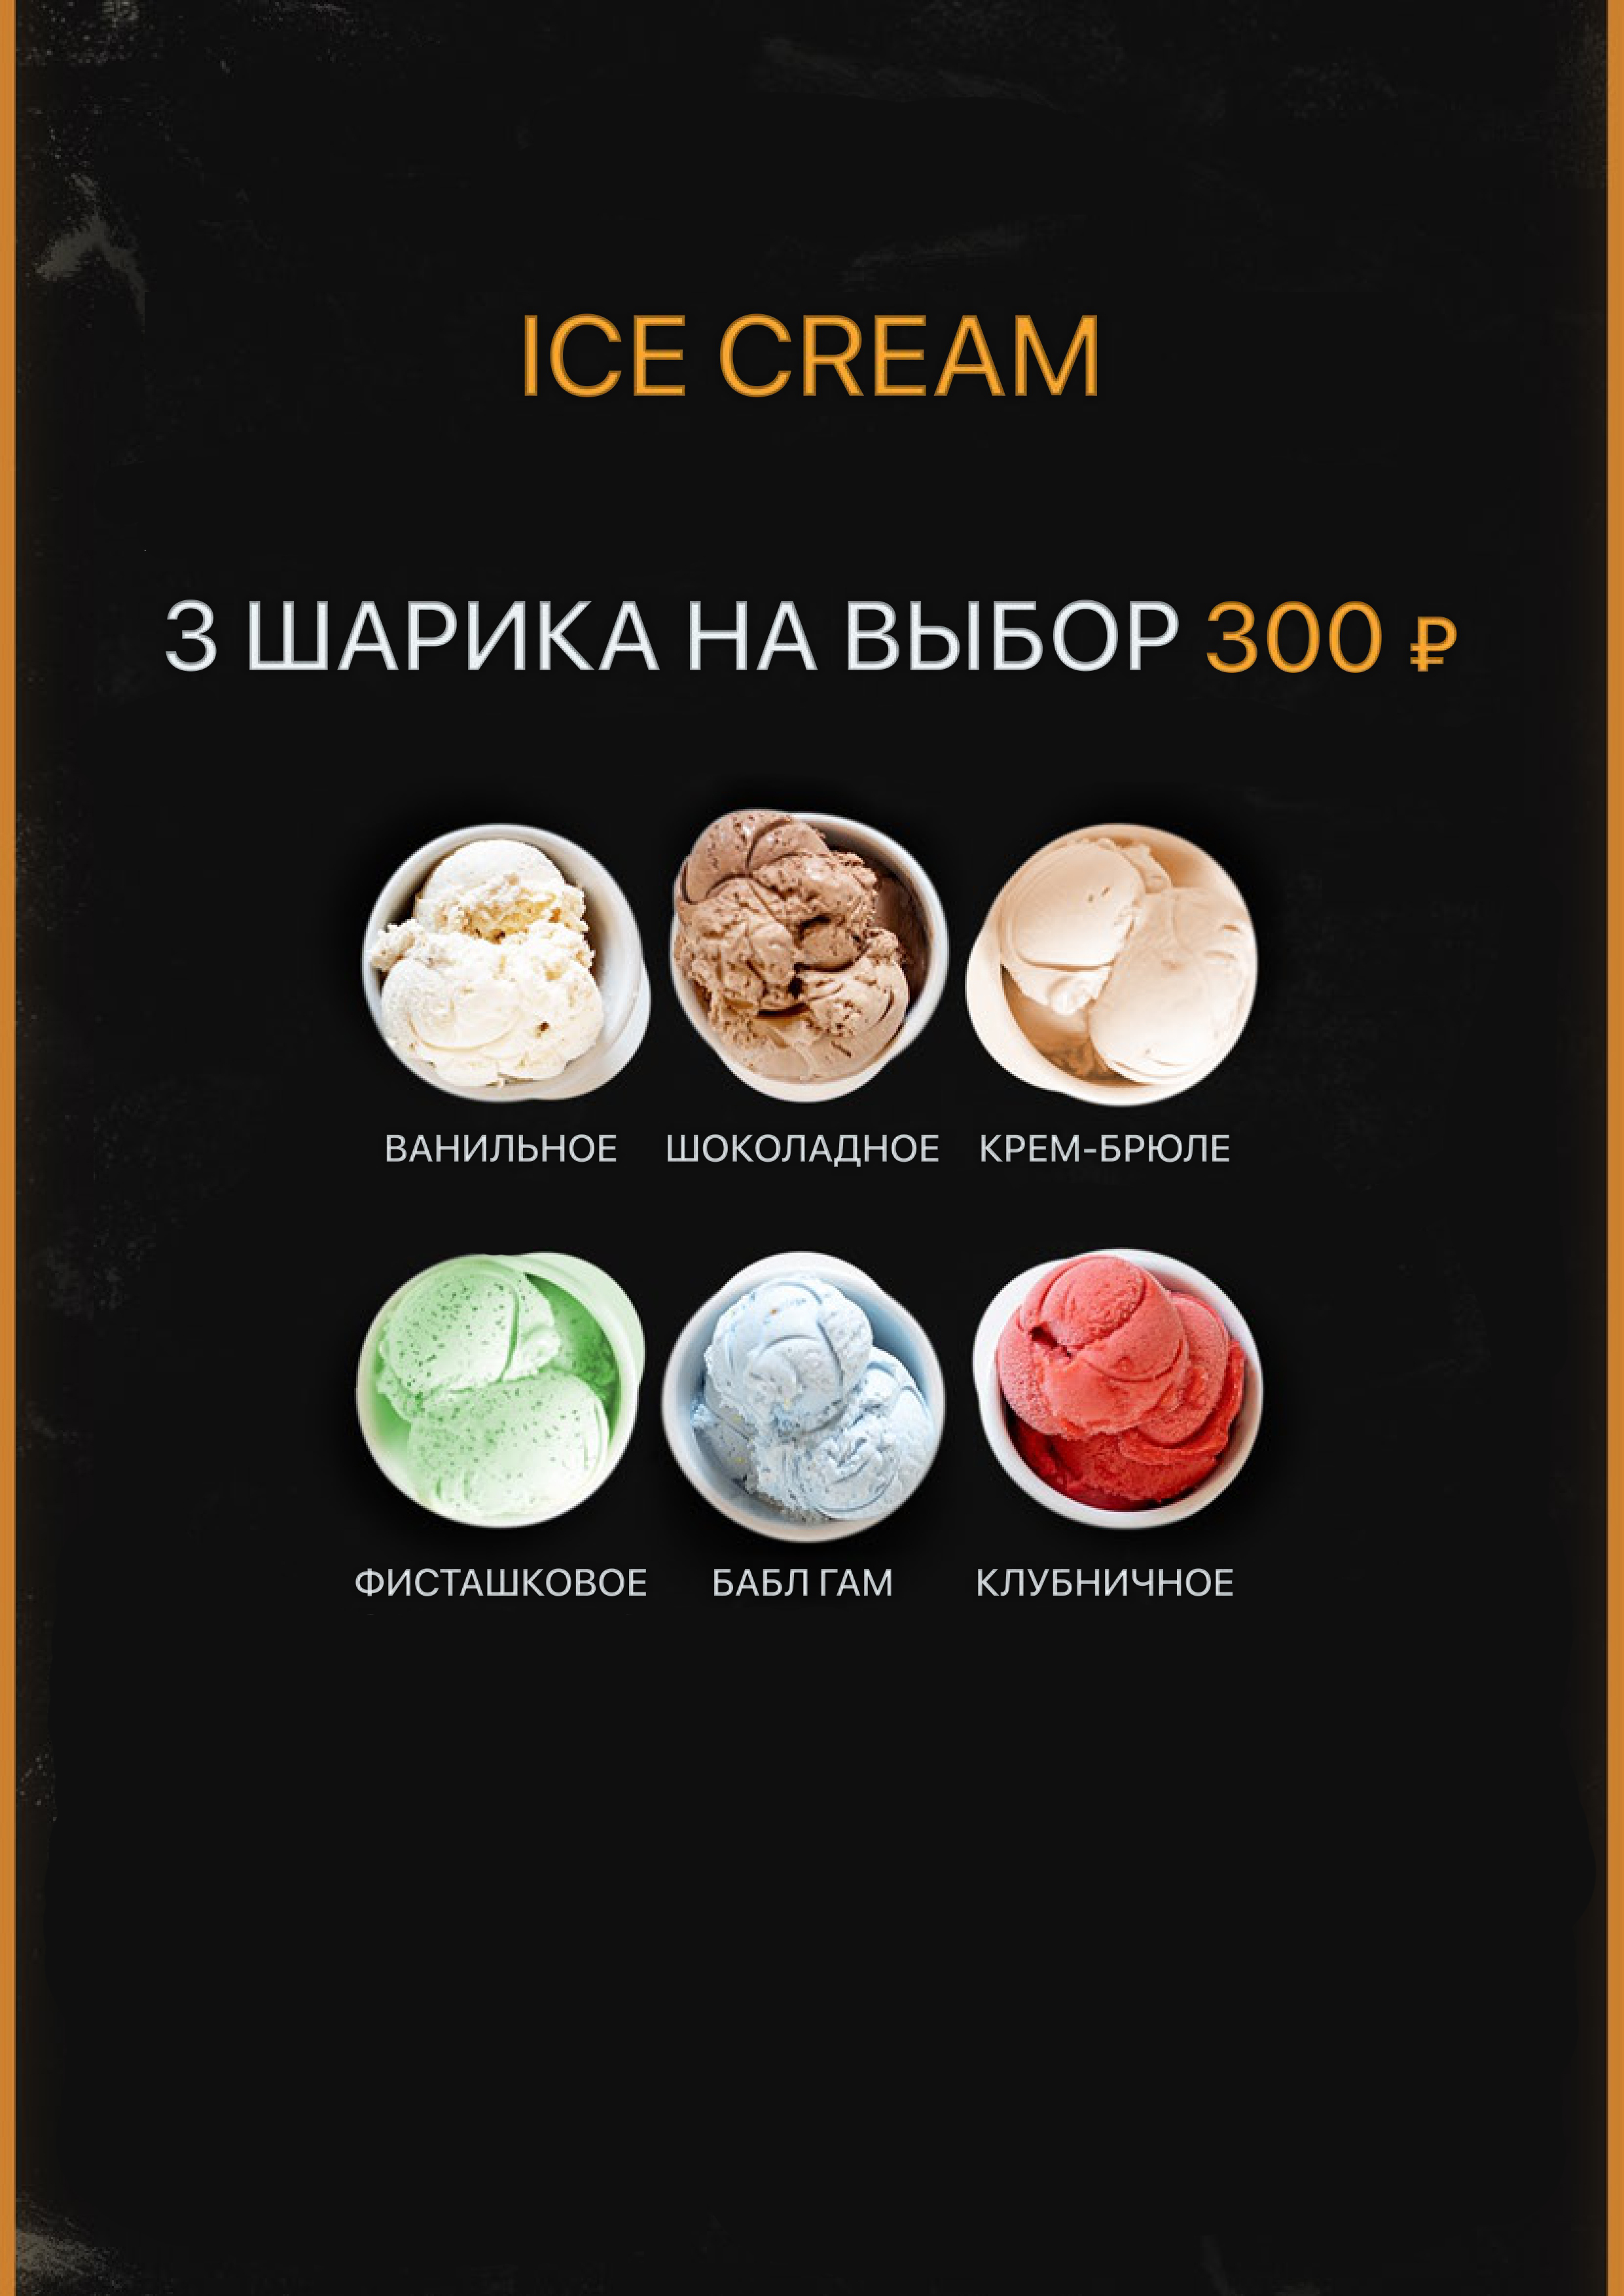 ICE CREAM
3 ШАРИКА НА ВЫБОР 300 ₽
ВАНИЛЬНОЕ ШОКОЛАДНОЕ КРЕМ-БРЮЛЕ
ФИСТАШКОВОЕ БАБЛ ГАМ КЛУБНИЧНОЕ